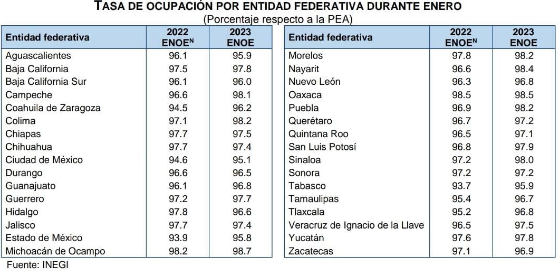 TASA DE OCUPACIÓN POR ENTIDAD FEDERATIVA DURANTE ENERO
(Porcentaje respecto a la PEA)
Entidad federativa 2022 ENOEᴺ 2023 ENOE
Aguascalientes 96.1 95.9
Baja California 97.5 97.8
Baja California Sur 96.1 96.0
Campeche 96.6 98.1
Coahuila de Zaragoza 94.5 96.2
Colima 97.1 98.2
Chiapas 97.7 97.5
Chihuahua 97.7 97.4
Ciudad de México 94.6 95.1
Durango 96.6 96.5
Guanajuato 96.1 96.8
Guerrero 97.2 97.7
Hidalgo 97.8 96.6
Jalisco 97.7 97.4
Estado de México 93.9 95.8
Michoacán de Ocampo 98.2 98.7
Entidad federativa 2022 ENOEᴺ 2023 ENOE
Morelos 97.8 98.2
Nayarit 96.6 98.4
Nuevo León 96.3 96.8
Oaxaca 98.5 98.5
Puebla 96.9 98.2
Querétaro 96.7 97.2
Quintana Roo 96.5 97.1
San Luis Potosí 96.8 97.9
Sinaloa 97.2 98.0
Sonora 97.2 97.2
Tabasco 93.7 95.9
Tamaulipas 95.4 96.7
Tlaxcala 95.2 96.8
Veracruz de Ignacio de la Llave 96.5 97.5
Yucatán 97.6 97.8
Zacatecas 97.1 96.9
Fuente: INEGI